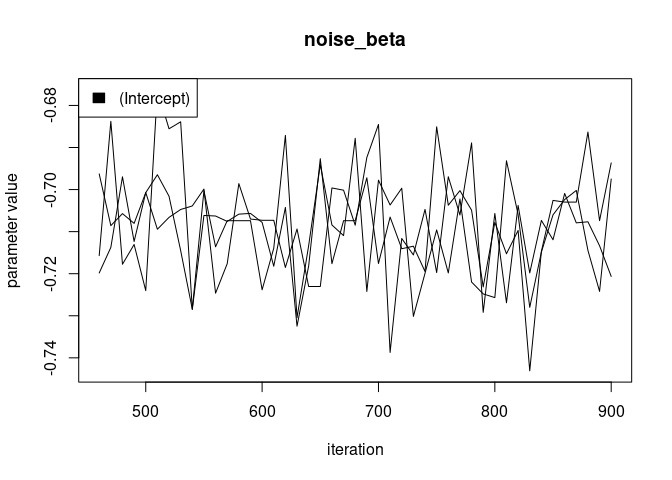 noise_beta
(Intercept)
parameter value
-0.68
-0.70
-0.72
-0.74
500 600 700 800 900
iteration